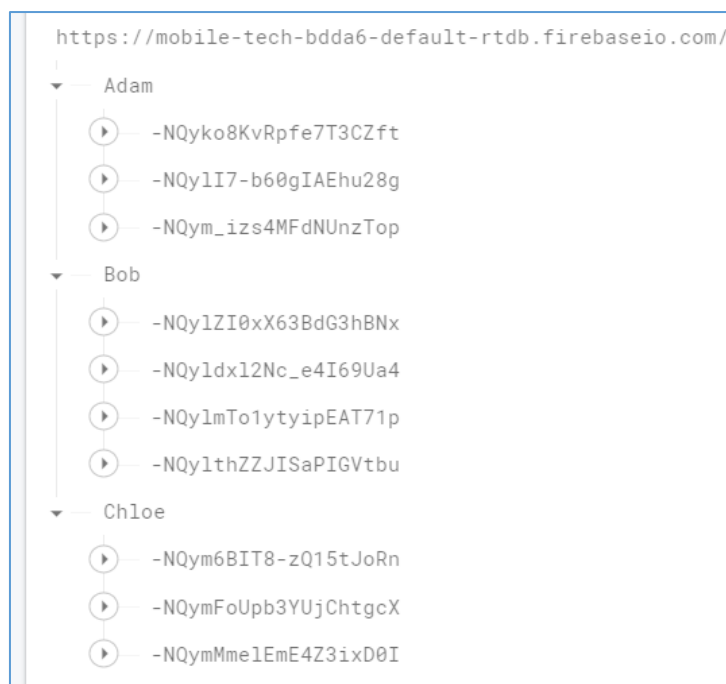 https://mobile-tech-bdda6-default-rtdb.firebaseio.com/
Adam
-NQyko8KvRpfe7T3CZft
-NQylI7-b60gIAEhu28g
-NQym_izs4MFdNUnzTop
Bob
-NQylZI0xX63BdG3hBNx
-NQyldxl2Nc_e4I69Ua4
-NQylmTo1ytyipEAT71p
-NQylthZZJISaPIGVtbu
Chloe
-NQym6BIT8-zQ15tJoRn
-NQymFoUpb3YUjChtgcX
-NQymMmelEmE4Z3ixD0I